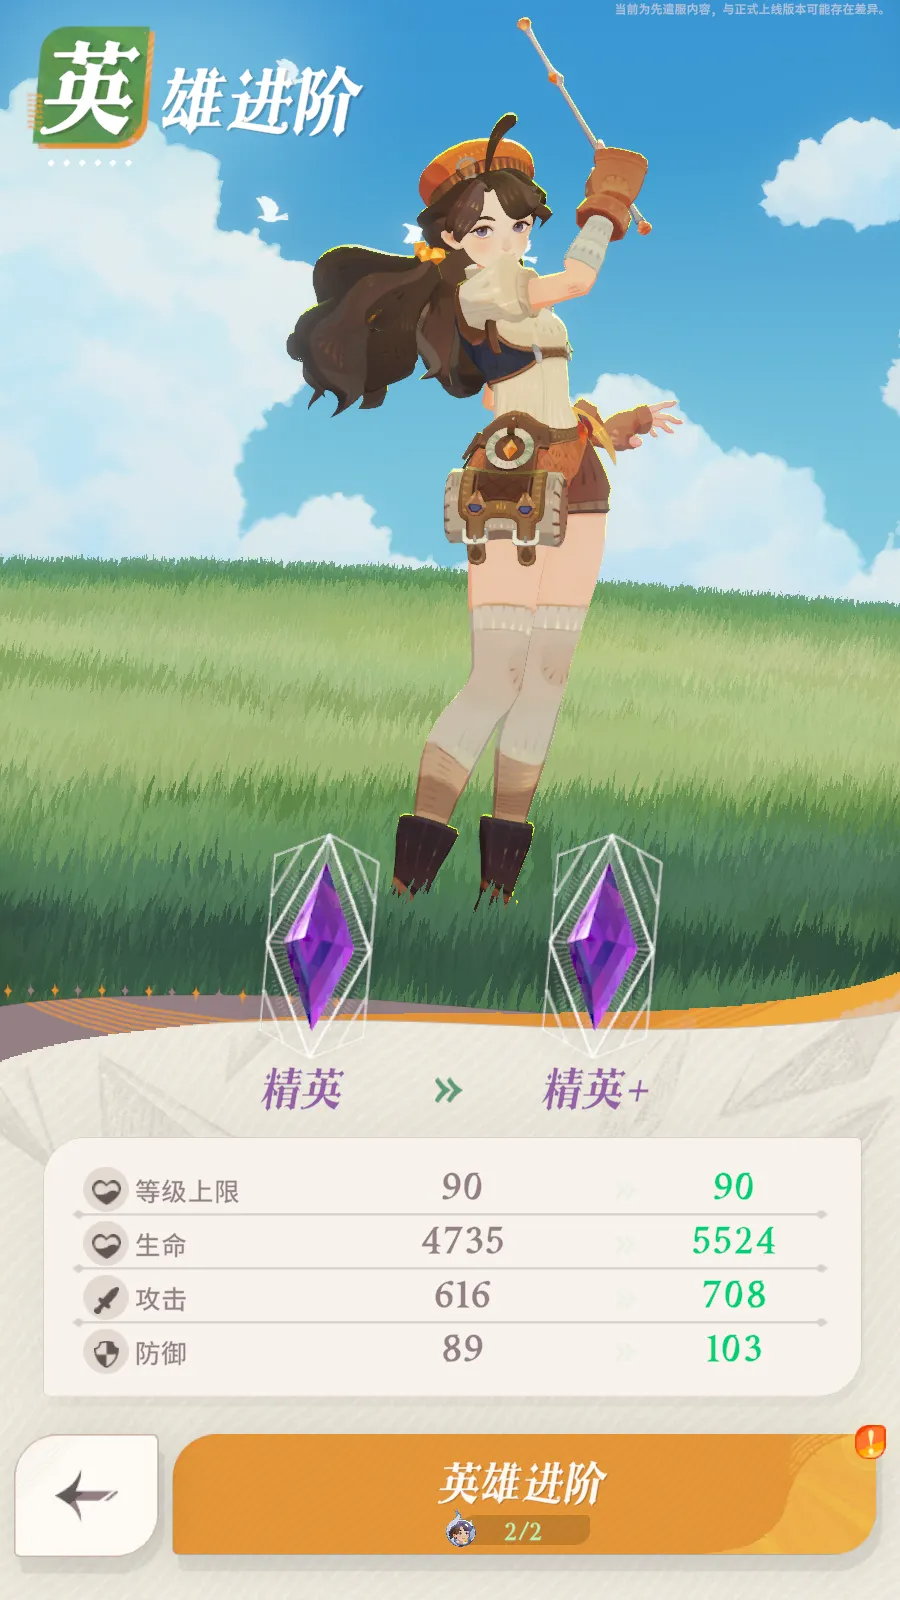 当前为先遣服内容，与正式上线版本可能存在差异。
英雄进阶
精英
精英+
等级上限 90 90
生命 4735 5524
攻击 616 708
防御 89 103
英雄进阶
2/2